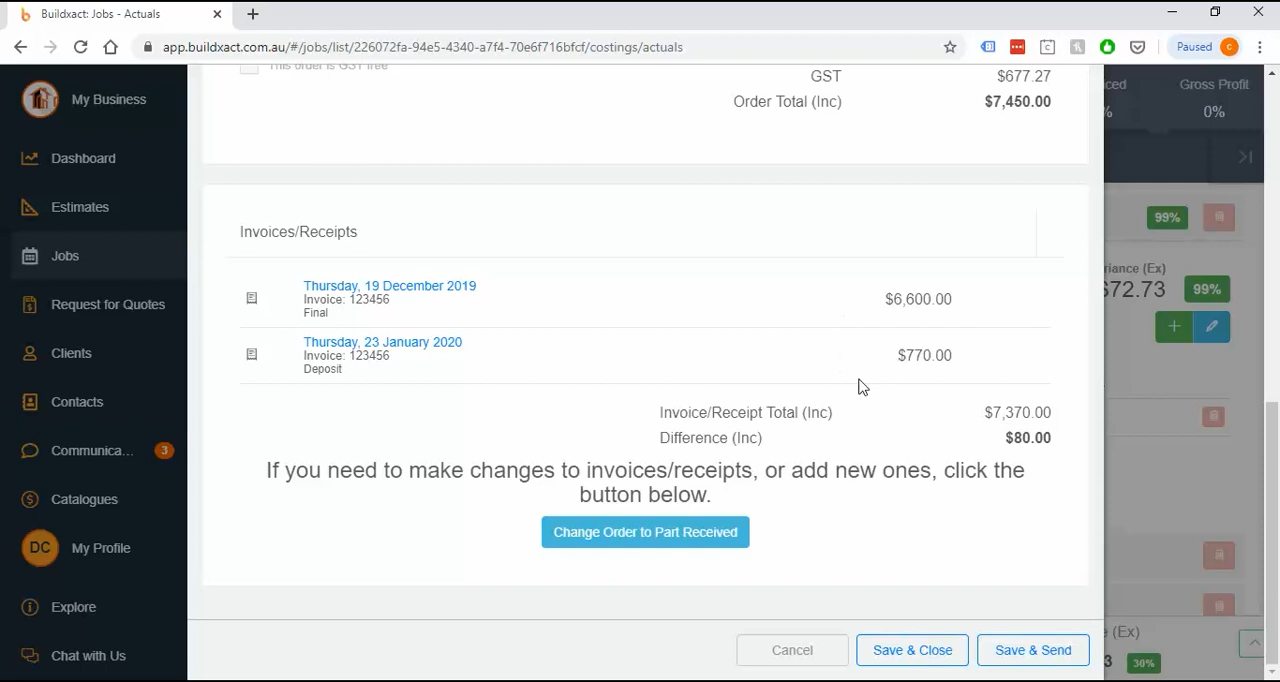 Buildxact: Jobs - Actuals
app.buildxact.com.au/#/jobs/list/226072fa-94e5-4340-a7f4-70e6f716bfcf/costings/actuals
Paused
c
My Business
Dashboard
Estimates
Jobs
Request for Quotes
Clients
Contacts
Communica... 3
Catalogues
DC My Profile
Explore
Chat with Us
This order is GST free
GST $677.27
Order Total (Inc) $7,450.00
Invoices/Receipts
Thursday, 19 December 2019
Invoice: 123456
Final
$6,600.00
Thursday, 23 January 2020
Invoice: 123456
Deposit
$770.00
Invoice/Receipt Total (Inc) $7,370.00
Difference (Inc) $80.00
If you need to make changes to invoices/receipts, or add new ones, click the
button below.
Change Order to Part Received
Cancel
Save & Close
Save & Send
Gross Profit
0%
99%
riance (Ex)
$72.73 99%
(Ex)
3 30%